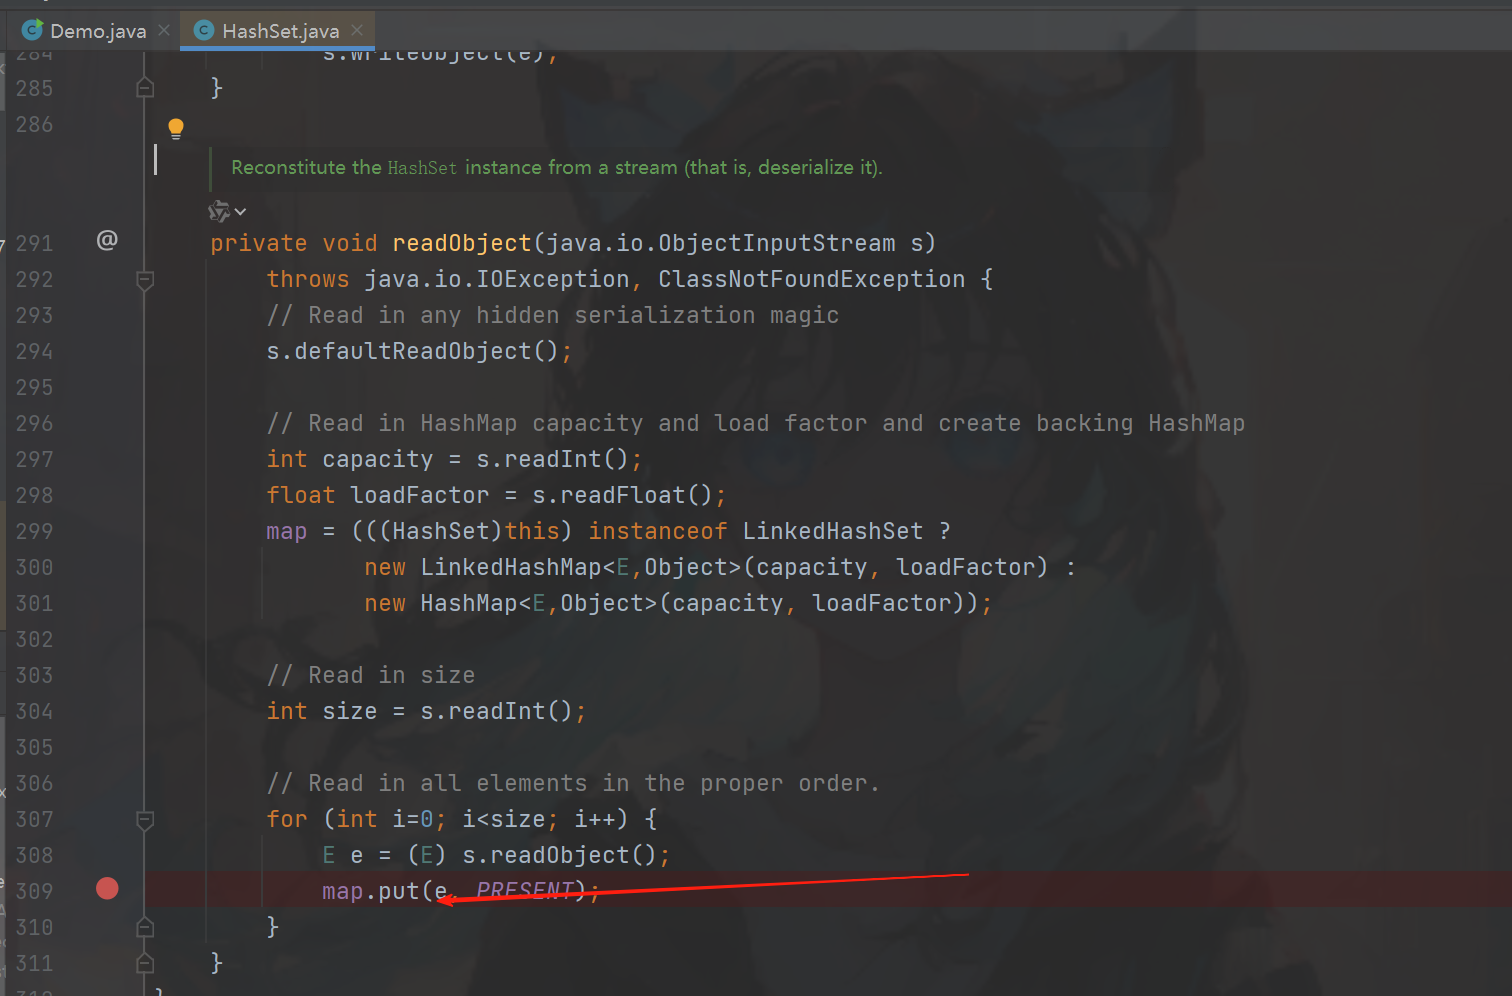 Demo.java
HashSet.java
284
s.writeObject(e);
285 }
286
Reconstitute the HashSet instance from a stream (that is, deserialize it).
291 @ private void readObject(java.io.ObjectInputStream s)
292 throws java.io.IOException, ClassNotFoundException {
293 // Read in any hidden serialization magic
294 s.defaultReadObject();
295
296 // Read in HashMap capacity and load factor and create backing HashMap
297 int capacity = s.readInt();
298 float loadFactor = s.readFloat();
299 map = (((HashSet)this) instanceof LinkedHashSet ?
300 new LinkedHashMap<E,Object>(capacity, loadFactor) :
301 new HashMap<E,Object>(capacity, loadFactor));
302
303 // Read in size
304 int size = s.readInt();
305
306 // Read in all elements in the proper order.
307 for (int i=0; i<size; i++) {
308 E e = (E) s.readObject();
309 map.put(e, PRESENT);
310 }
311 }